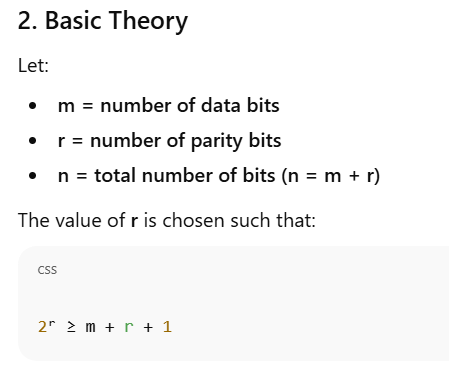 2. Basic Theory
Let:
• m = number of data bits
• r = number of parity bits
• n = total number of bits (n = m + r)
The value of r is chosen such that:
css
2ʳ ≥ m + r + 1